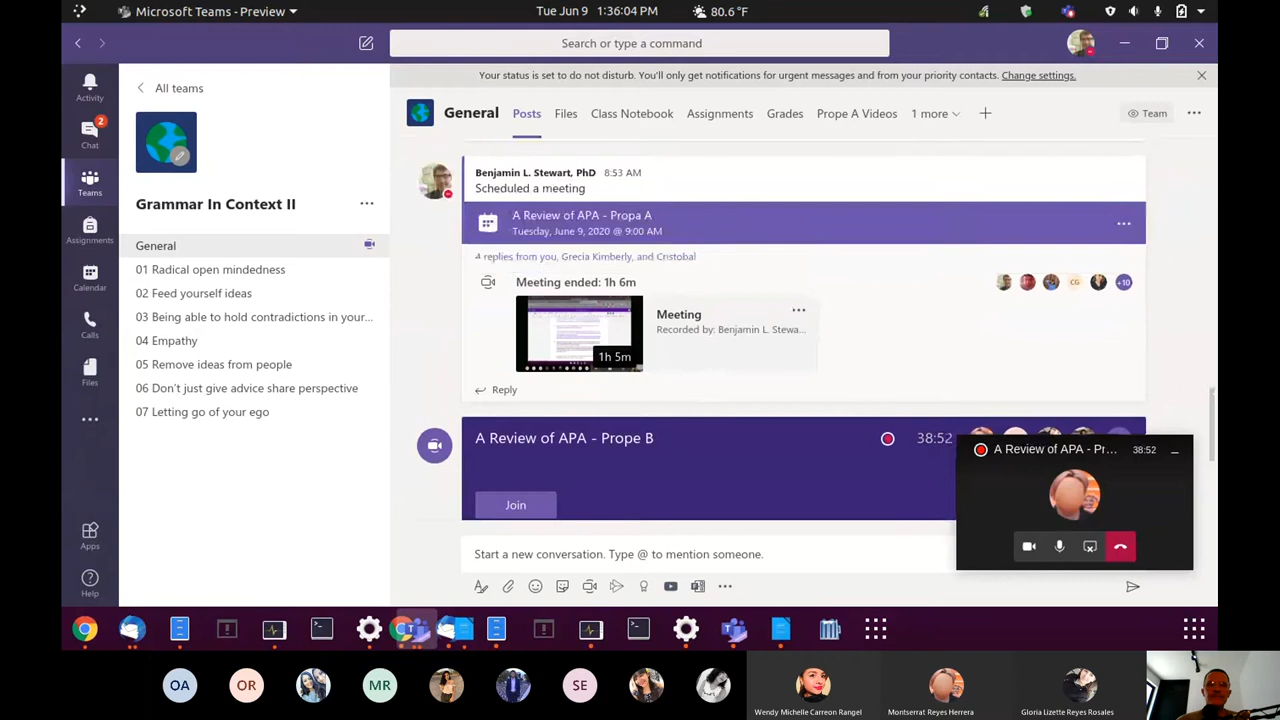 Microsoft Teams - Preview
Tue Jun 9 1:36:04 PM
80.6 °F
Search or type a command
Your status is set to do not disturb. You'll only get notifications for urgent messages and from your priority contacts. Change settings.
Activity
2
Chat
Teams
Assignments
Calendar
Calls
Files
Apps
Help
All teams
Grammar In Context II
General
01 Radical open mindedness
02 Feed yourself ideas
03 Being able to hold contradictions in your...
04 Empathy
05 Remove ideas from people
06 Don't just give advice share perspective
07 Letting go of your ego
General
Posts
Files
Class Notebook
Assignments
Grades
Prope A Videos
1 more
Team
Benjamin L. Stewart, PhD 8:53 AM
Scheduled a meeting
A Review of APA - Propa A
Tuesday, June 9, 2020 @ 9:00 AM
4 replies from you, Grecia Kimberly, and Cristobal
Meeting ended: 1h 6m
CG
+10
Meeting
Recorded by: Benjamin L. Stewa...
1h 5m
Reply
A Review of APA - Prope B
38:52
Join
A Review of APA - Pr...
38:52
Start a new conversation. Type @ to mention someone.
OA
OR
MR
SE
Wendy Michelle Carreon Rangel
Montserrat Reyes Herrera
Gloria Lizette Reyes Rosales